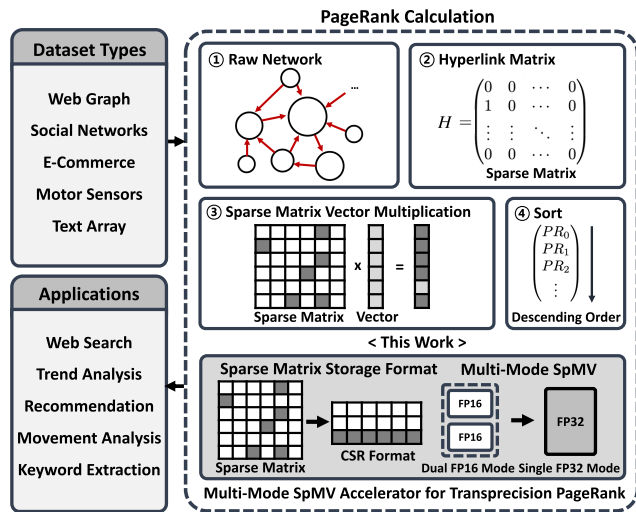 PageRank Calculation
Dataset Types
Web Graph
Social Networks
E-Commerce
Motor Sensors
Text Array
Applications
Web Search
Trend Analysis
Recommendation
Movement Analysis
Keyword Extraction
① Raw Network
...
② Hyperlink Matrix
H =
0 0 ⋯ 0
1 0 ⋯ 0
⋮ ⋮ ⋱ ⋮
0 0 ⋯ 0
Sparse Matrix
③ Sparse Matrix Vector Multiplication
x =
Sparse Matrix Vector
④ Sort
PR₀
PR₁
PR₂
⋮
Descending Order
< This Work >
Sparse Matrix Storage Format
Sparse Matrix
CSR Format
Multi-Mode SpMV
FP16
FP16
FP32
Dual FP16 Mode Single FP32 Mode
Multi-Mode SpMV Accelerator for Transprecision PageRank